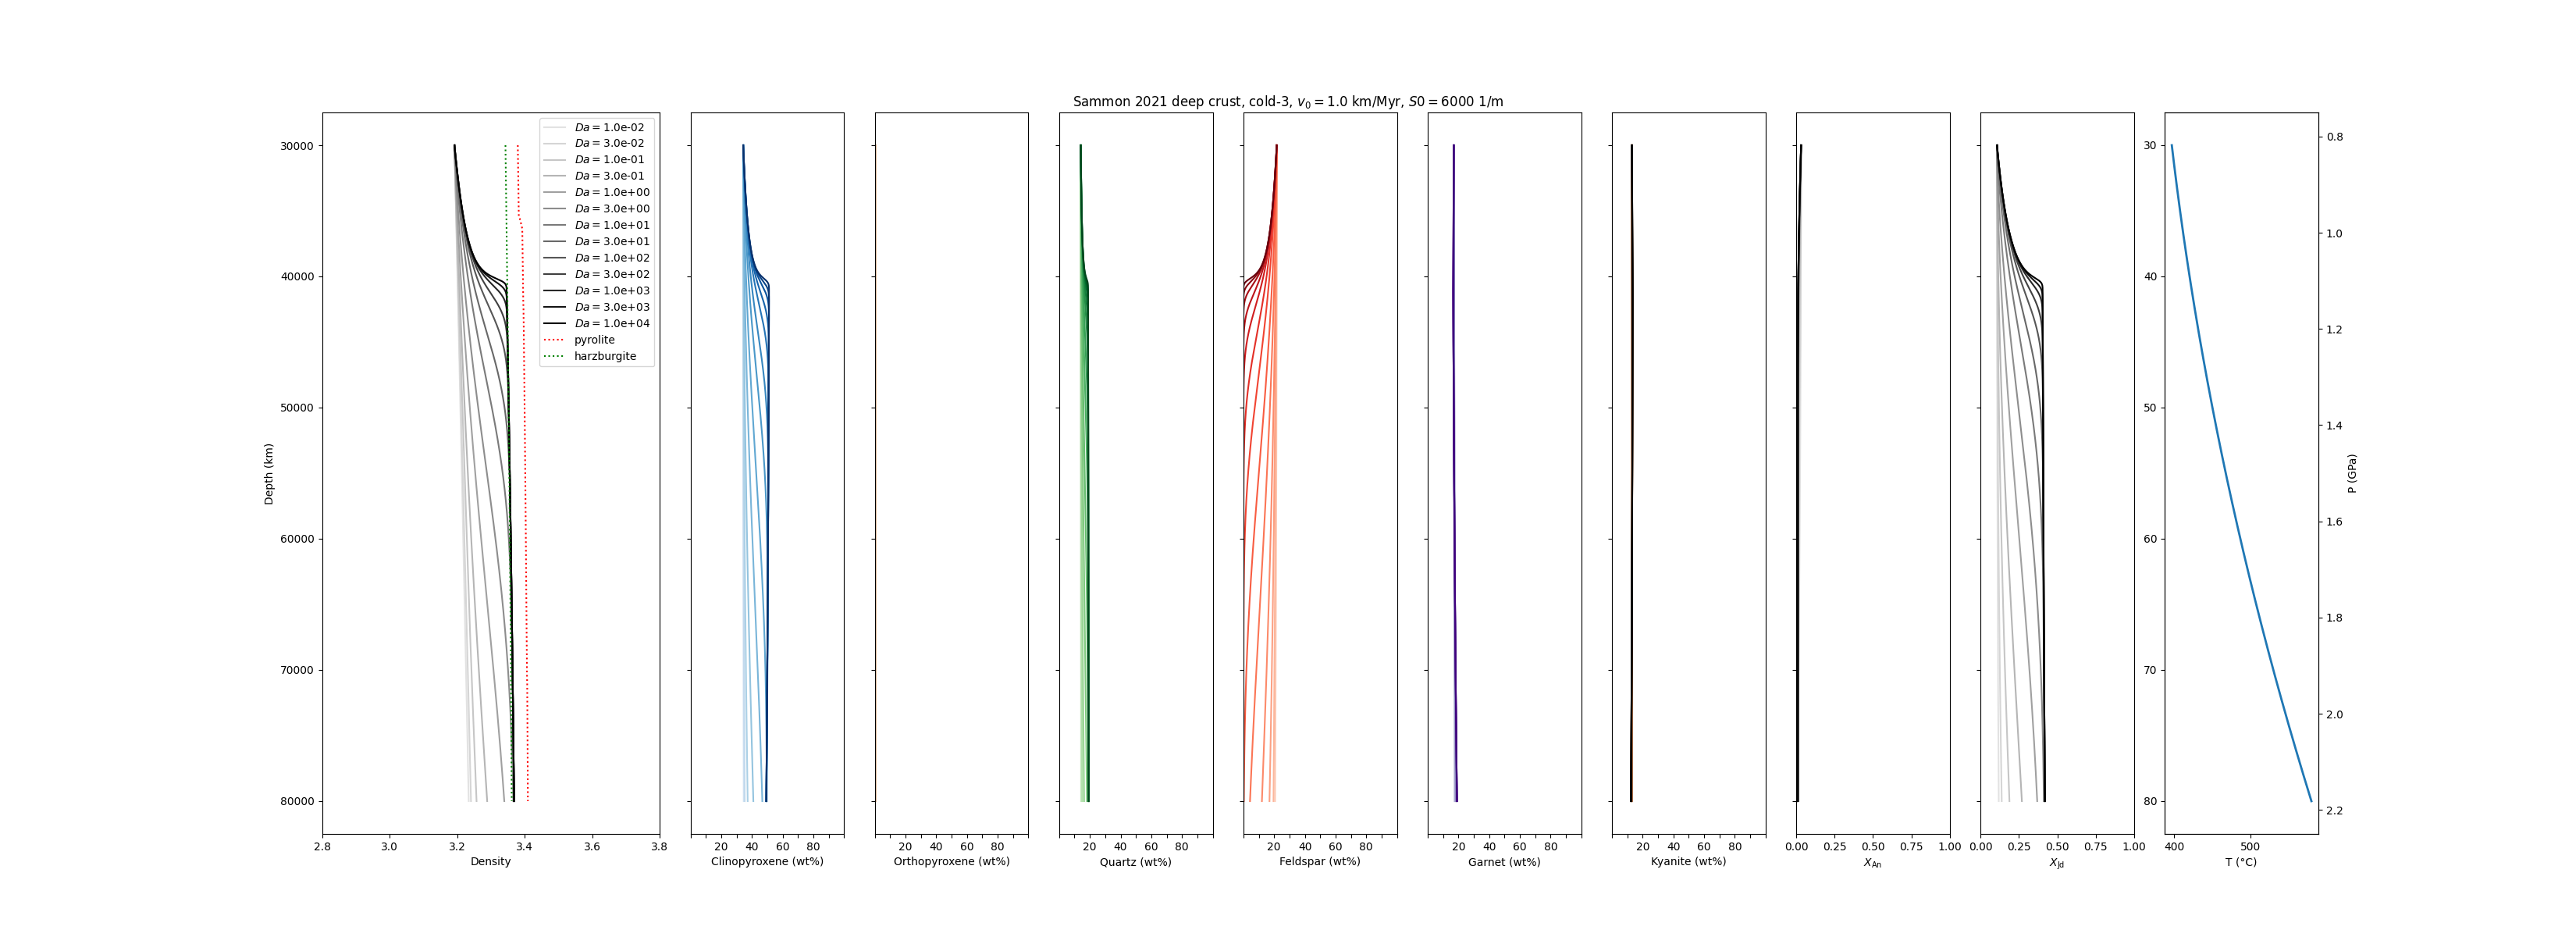 Sammon 2021 deep crust, cold-3, v₀ = 1.0 km/Myr, S0 = 6000 1/m
Da = 1.0e-02
Da = 3.0e-02
Da = 1.0e-01
Da = 3.0e-01
Da = 1.0e+00
Da = 3.0e+00
Da = 1.0e+01
Da = 3.0e+01
Da = 1.0e+02
Da = 3.0e+02
Da = 1.0e+03
Da = 3.0e+03
Da = 1.0e+04
pyrolite
harzburgite
Depth (km)
30000
40000
50000
60000
70000
80000
2.8 3.0 3.2 3.4 3.6 3.8
Density
20 40 60 80
Clinopyroxene (wt%)
20 40 60 80
Orthopyroxene (wt%)
20 40 60 80
Quartz (wt%)
20 40 60 80
Feldspar (wt%)
20 40 60 80
Garnet (wt%)
20 40 60 80
Kyanite (wt%)
0.00 0.25 0.50 0.75 1.00
X_An
0.00 0.25 0.50 0.75 1.00
X_Jd
30
40
50
60
70
80
400 500
T (°C)
0.8
1.0
1.2
1.4
1.6
1.8
2.0
2.2
P (GPa)